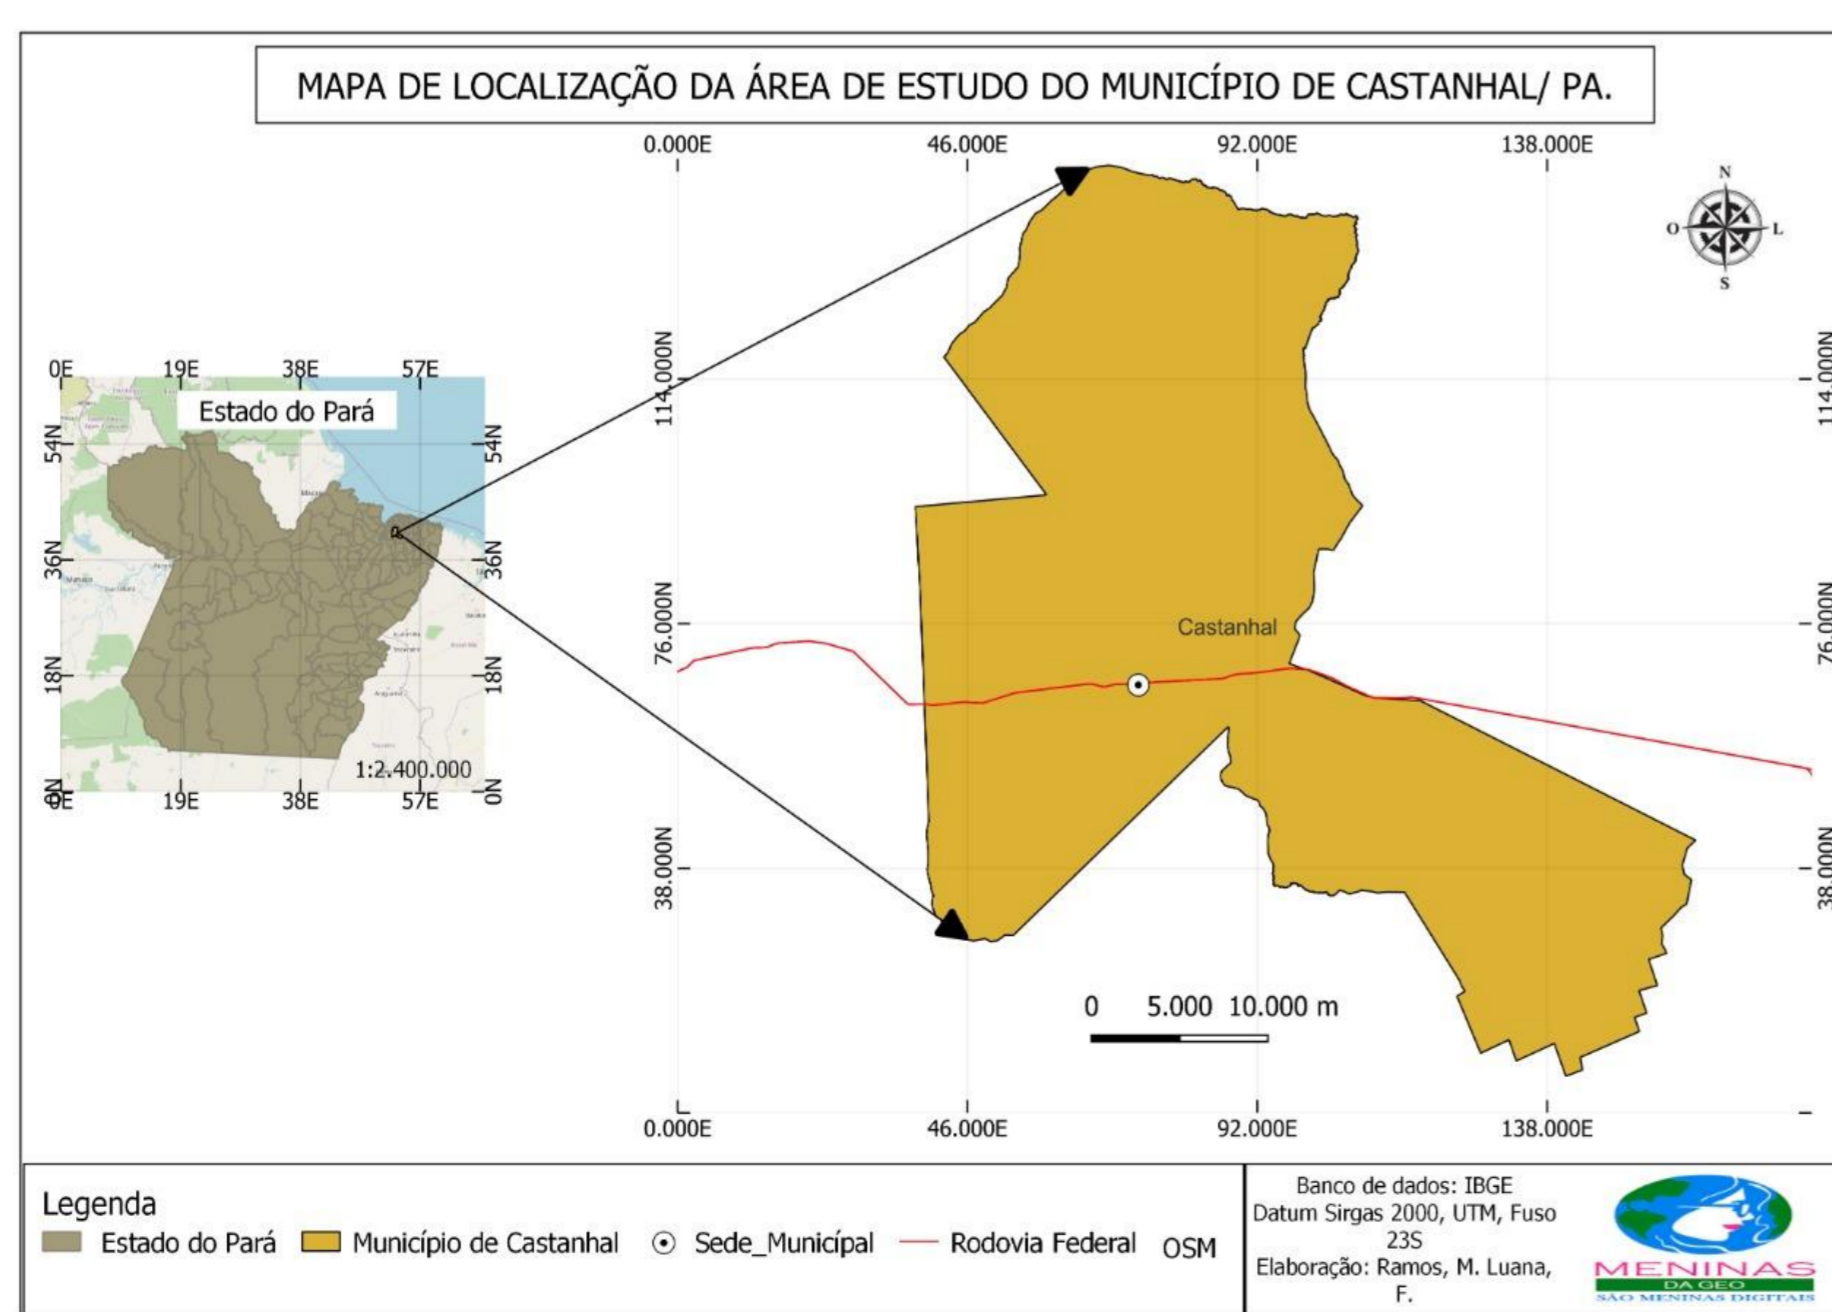 MAPA DE LOCALIZAÇÃO DA ÁREA DE ESTUDO DO MUNICÍPIO DE CASTANHAL/ PA.
0.000E 46.000E 92.000E 138.000E
N
O L
S
114.000N 114.000N
76.000N 76.000N
38.000N 38.000N
Castanhal
0 5.000 10.000 m
0.000E 46.000E 92.000E 138.000E
0E 19E 38E 57E
Estado do Pará
54N 54N
36N 36N
18N 18N
0N 0N
1:2.400.000
0E 19E 38E 57E
Legenda
Estado do Pará
Município de Castanhal
Sede_Municípal
Rodovia Federal
OSM
Banco de dados: IBGE
Datum Sirgas 2000, UTM, Fuso
23S
Elaboração: Ramos, M. Luana,
F.
MENINAS
DA GEO
SÃO MENINAS DIGITAIS